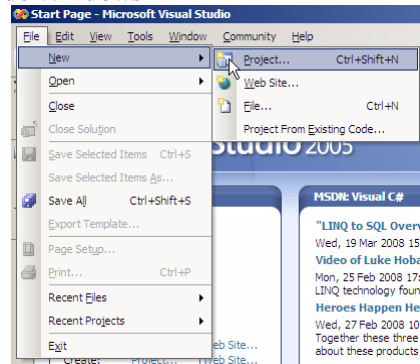 Start Page - Microsoft Visual Studio
File Edit View Tools Window Community Help
New
Open
Close
Close Solution
Save Selected Items Ctrl+S
Save Selected Items As...
Save All Ctrl+Shift+S
Export Template...
Page Setup...
Print... Ctrl+P
Recent Files
Recent Projects
Exit
Project... Ctrl+Shift+N
Web Site...
File... Ctrl+N
Project From Existing Code...
Studio 2005
MSDN: Visual C#
"LINQ to SQL Overv
Wed, 19 Mar 2008 15
Video of Luke Hoba
Mon, 25 Feb 2008 17:
LINQ technology foun
Heroes Happen He
Wed, 27 Feb 2008 10
Together these three
about these produces
eb Site...
Create: Project... Web Site...